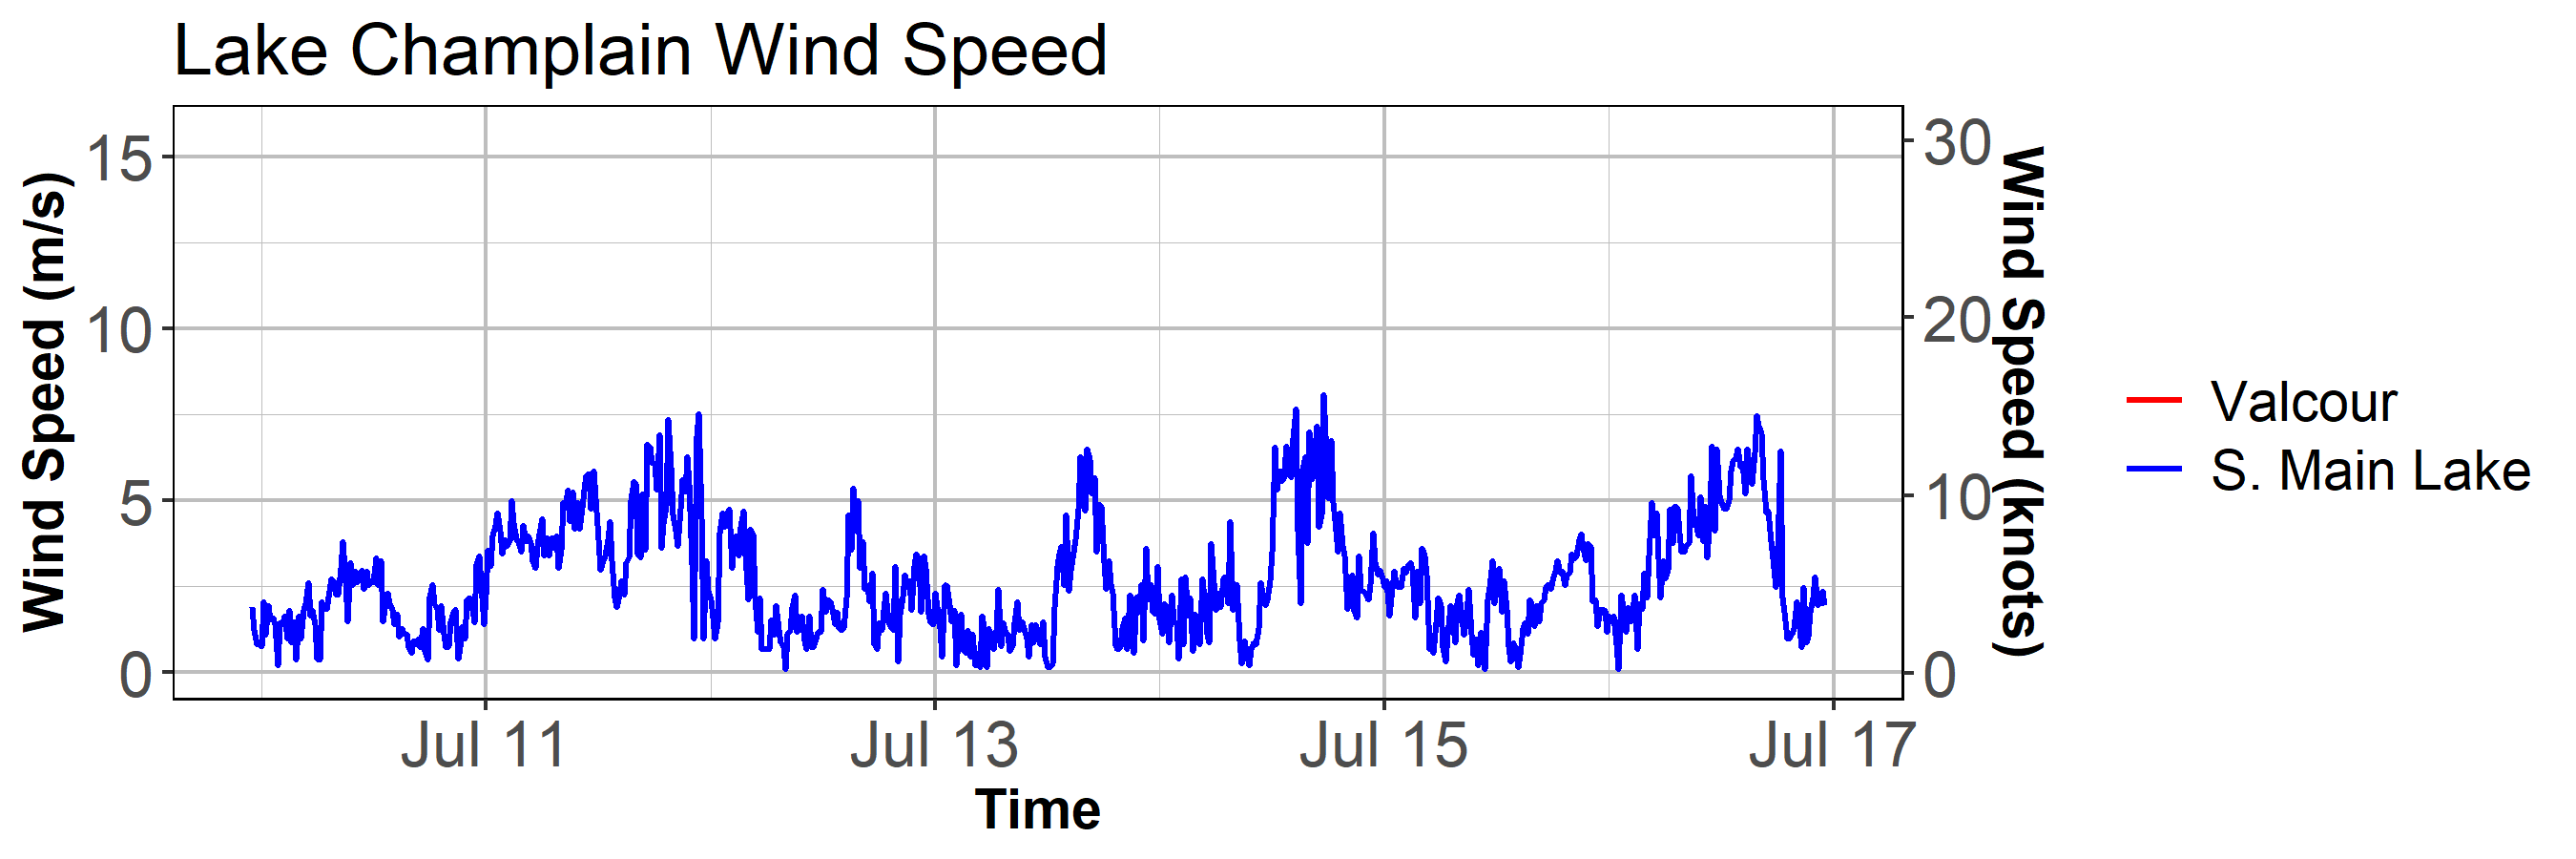 Lake Champlain Wind Speed
Wind Speed (m/s)
15
10
5
0
30
20
10
0
Wind Speed (knots)
Jul 11
Jul 13
Jul 15
Jul 17
Time
Valcour
S. Main Lake